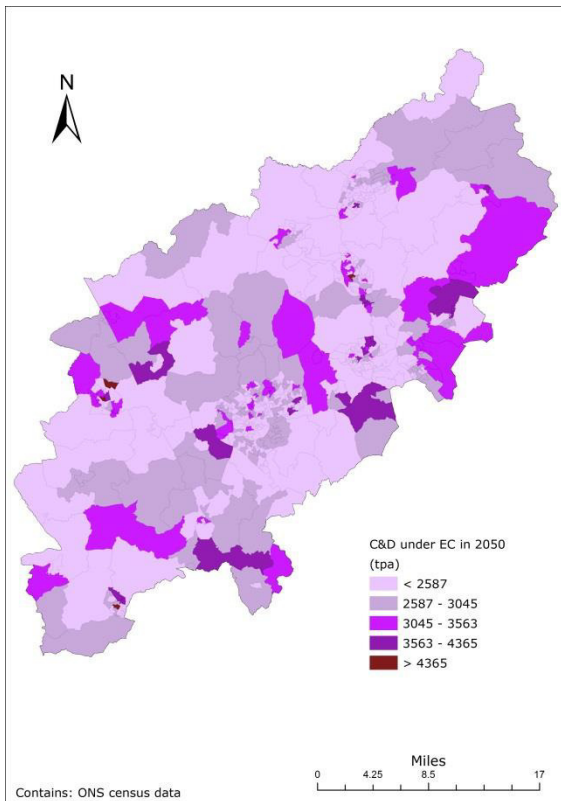 N
C&D under EC in 2050
(tpa)
< 2587
2587 - 3045
3045 - 3563
3563 - 4365
> 4365
Miles
0 4.25 8.5 17
Contains: ONS census data